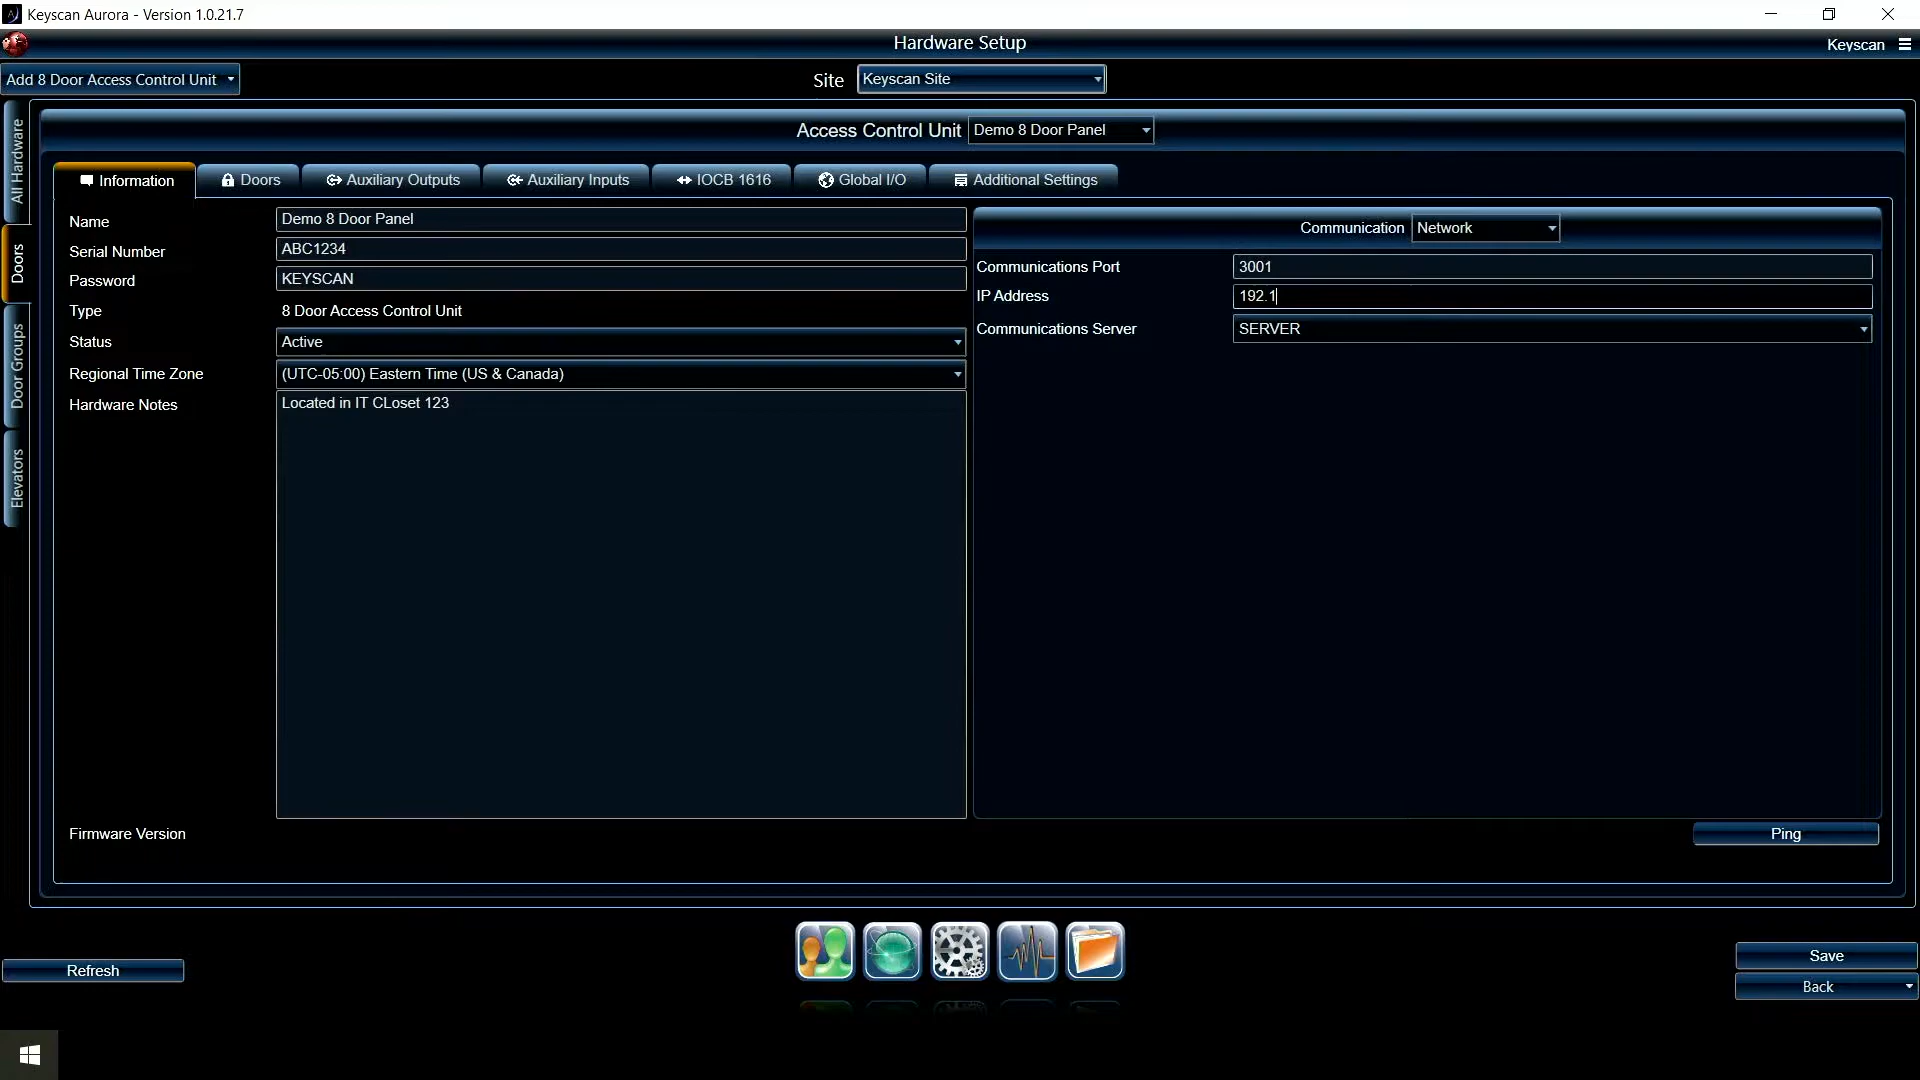 Keyscan Aurora - Version 1.0.21.7
Hardware Setup
Keyscan
Add 8 Door Access Control Unit
Site
Keyscan Site
All Hardware
Doors
Door Groups
Elevators
Access Control Unit
Demo 8 Door Panel
Information
Doors
Auxiliary Outputs
Auxiliary Inputs
IOCB 1616
Global I/O
Additional Settings
Name
Demo 8 Door Panel
Serial Number
ABC1234
Password
KEYSCAN
Type
8 Door Access Control Unit
Status
Active
Regional Time Zone
(UTC-05:00) Eastern Time (US & Canada)
Hardware Notes
Located in IT CLoset 123
Firmware Version
Communication
Network
Communications Port
3001
IP Address
192.1
Communications Server
SERVER
Ping
Refresh
Save
Back